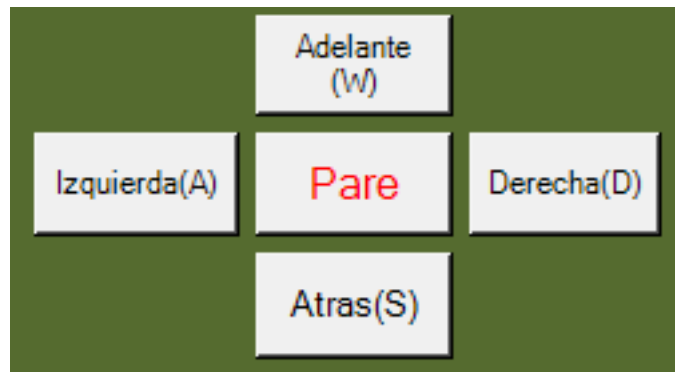 Adelante
(W)
Izquierda(A)
Pare
Derecha(D)
Atras(S)